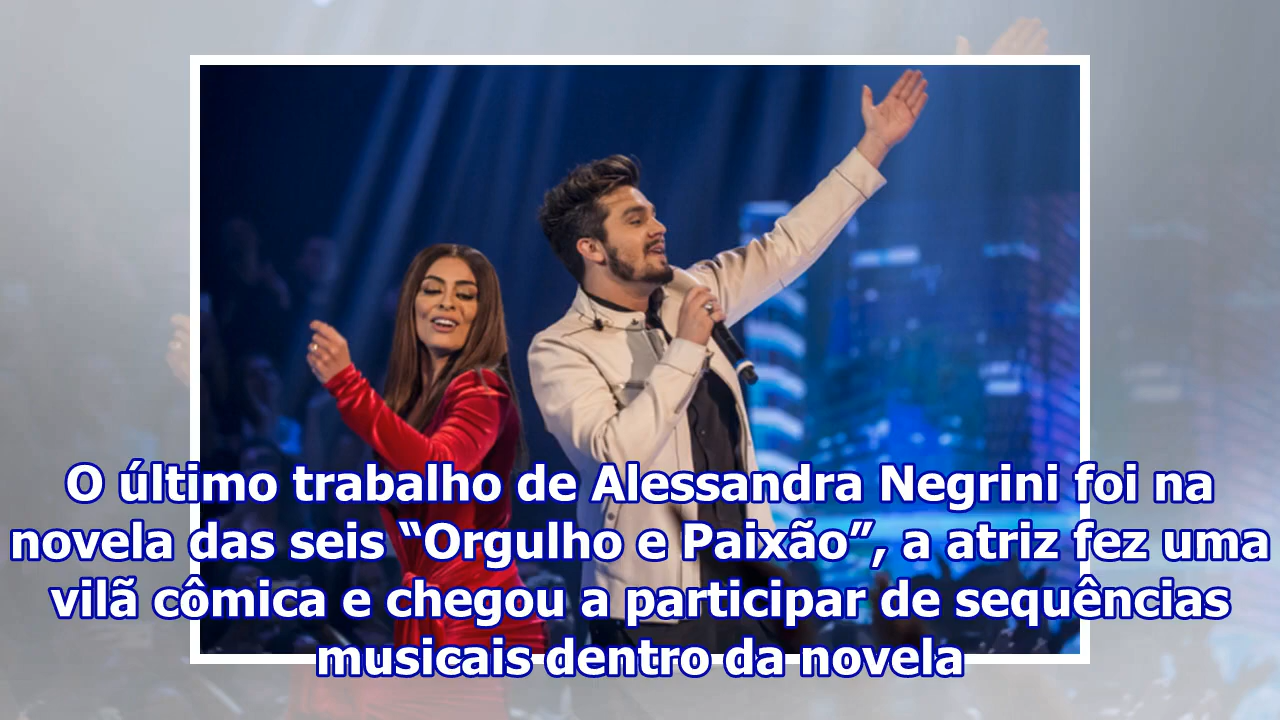 O último trabalho de Alessandra Negrini foi na
novela das seis “Orgulho e Paixão”, a atriz fez uma
vilã cômica e chegou a participar de sequências
musicais dentro da novela